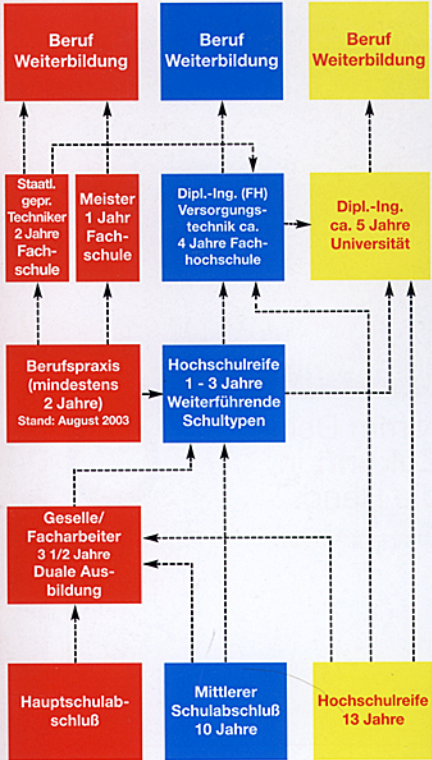 Beruf
Weiterbildung
Beruf
Weiterbildung
Beruf
Weiterbildung
Staatl.
gepr.
Techniker
2 Jahre
Fach-
schule
Meister
1 Jahr
Fach-
schule
Dipl.-Ing. (FH)
Versorgungs-
technik ca.
4 Jahre Fach-
hochschule
Dipl.-Ing.
ca. 5 Jahre
Universität
Berufspraxis
(mindestens
2 Jahre)
Stand: August 2003
Hochschulreife
1 - 3 Jahre
Weiterführende
Schultypen
Geselle/
Facharbeiter
3 1/2 Jahre
Duale Aus-
bildung
Hauptschulab-
schluß
Mittlerer
Schulabschluß
10 Jahre
Hochschulreife
13 Jahre